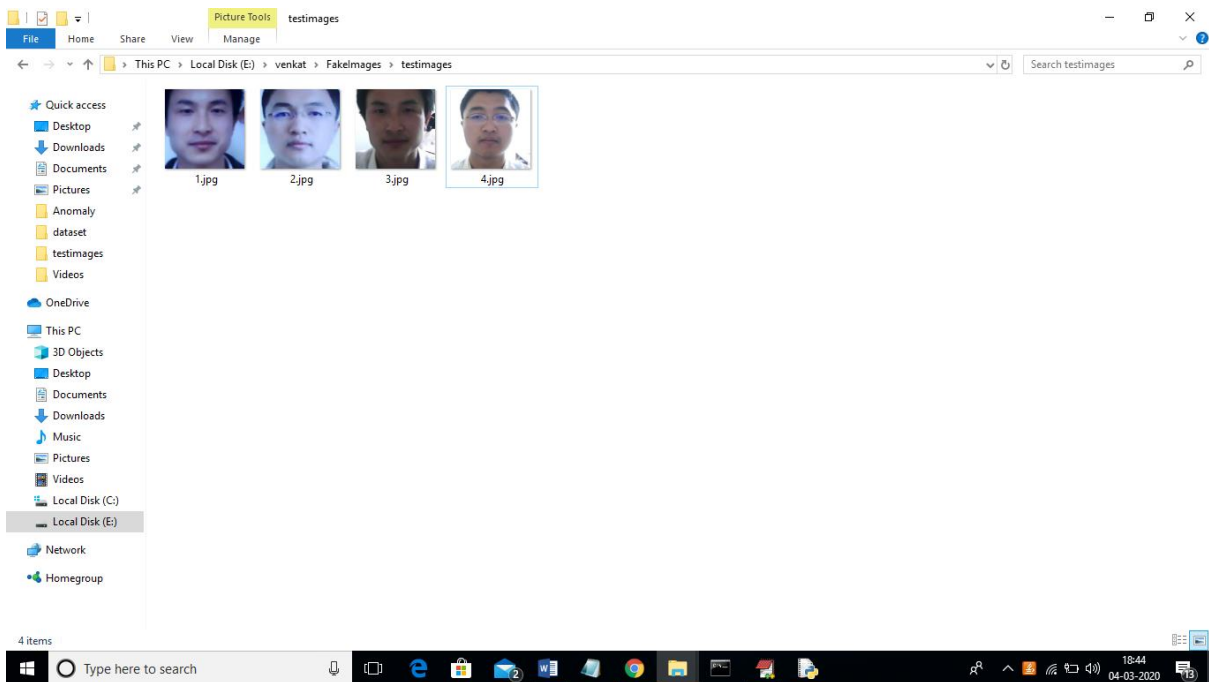 Picture Tools testimages
File Home Share View Manage
This PC > Local Disk (E:) > venkat > FakeImages > testimages
Search testimages
Quick access
Desktop
Downloads
Documents
Pictures
Anomaly
dataset
testimages
Videos
OneDrive
This PC
3D Objects
Desktop
Documents
Downloads
Music
Pictures
Videos
Local Disk (C:)
Local Disk (E:)
Network
Homegroup
1.jpg 2.jpg 3.jpg 4.jpg
4 items
Type here to search
2
18:44
04-03-2020
13